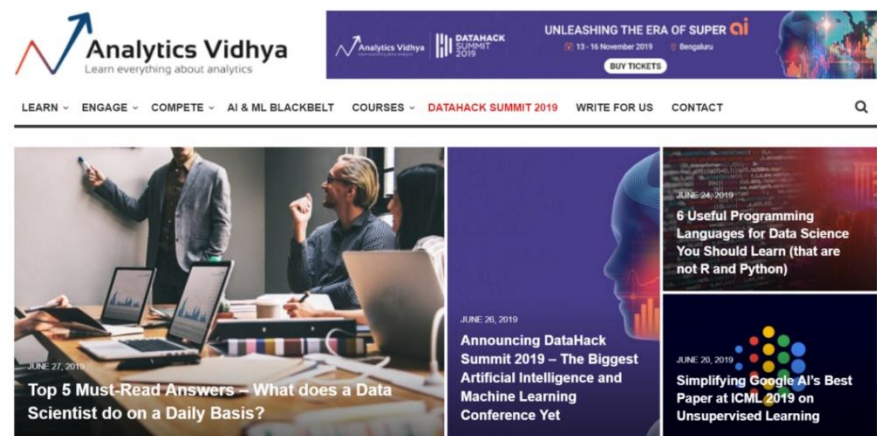 Analytics Vidhya
Learn everything about analytics
Analytics Vidhya
DATAHACK
SUMMIT
2019
UNLEASHING THE ERA OF SUPER ai
13 - 16 November 2019 Bengaluru
BUY TICKETS
LEARN ENGAGE COMPETE AI & ML BLACKBELT COURSES DATAHACK SUMMIT 2019 WRITE FOR US CONTACT
JUNE 27, 2019
Top 5 Must-Read Answers – What does a Data
Scientist do on a Daily Basis?
JUNE 26, 2019
Announcing DataHack
Summit 2019 – The Biggest
Artificial Intelligence and
Machine Learning
Conference Yet
JUNE 24, 2019
6 Useful Programming
Languages for Data Science
You Should Learn (that are
not R and Python)
JUNE 20, 2019
Simplifying Google AI's Best
Paper at ICML 2019 on
Unsupervised Learning